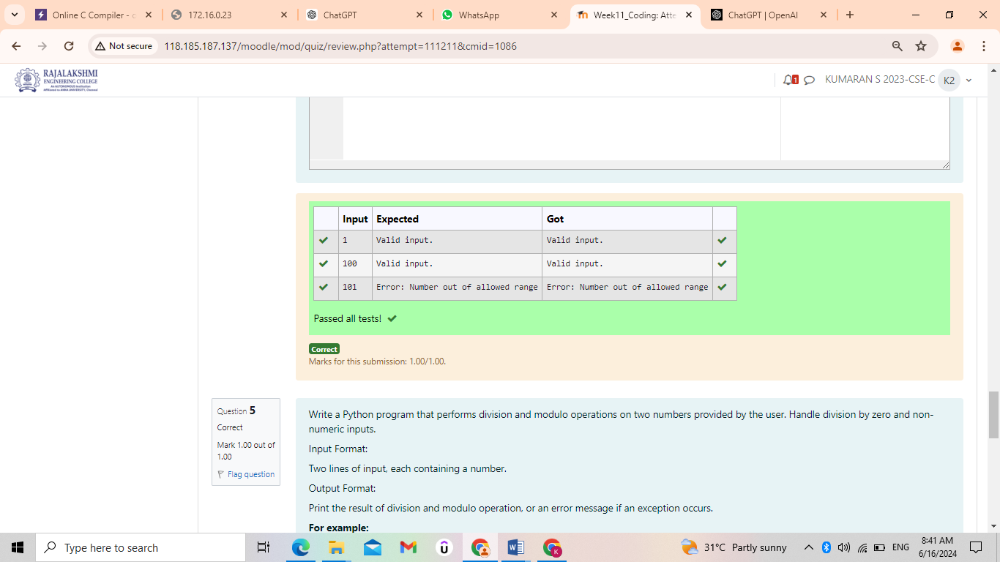 Online C Compiler - c
172.16.0.23
ChatGPT
WhatsApp
Week11_Coding: Atte
ChatGPT | OpenAI
Not secure
118.185.187.137/moodle/mod/quiz/review.php?attempt=111211&cmid=1086
RAJALAKSHMI
ENGINEERING COLLEGE
An AUTONOMOUS Institution
Affiliated to ANNA UNIVERSITY, Chennai
1
KUMARAN S 2023-CSE-C
K2
Input Expected Got
1 Valid input. Valid input.
100 Valid input. Valid input.
101 Error: Number out of allowed range Error: Number out of allowed range
Passed all tests!
Correct
Marks for this submission: 1.00/1.00.
Question 5
Correct
Mark 1.00 out of
1.00
Flag question
Write a Python program that performs division and modulo operations on two numbers provided by the user. Handle division by zero and non-
numeric inputs.
Input Format:
Two lines of input, each containing a number.
Output Format:
Print the result of division and modulo operation, or an error message if an exception occurs.
For example:
Type here to search
31°C Partly sunny
ENG
8:41 AM
6/16/2024